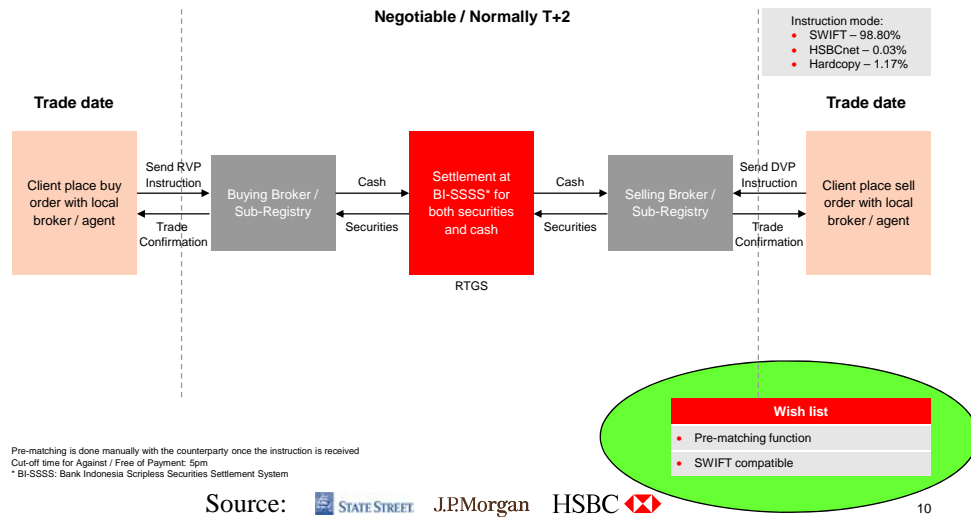 Negotiable / Normally T+2
Instruction mode:
• SWIFT – 98.80%
• HSBCnet – 0.03%
• Hardcopy – 1.17%
Trade date
Trade date
Client place buy
order with local
broker / agent
Send RVP
Instruction
Trade
Confirmation
Buying Broker /
Sub-Registry
Cash
Securities
Settlement at
BI-SSSS* for
both securities
and cash
RTGS
Cash
Securities
Selling Broker /
Sub-Registry
Send DVP
Instruction
Trade
Confirmation
Client place sell
order with local
broker / agent
Wish list
• Pre-matching function
• SWIFT compatible
Pre-matching is done manually with the counterparty once the instruction is received
Cut-off time for Against / Free of Payment: 5pm
* BI-SSSS: Bank Indonesia Scripless Securities Settlement System
Source: STATE STREET. J.P.Morgan HSBC
10